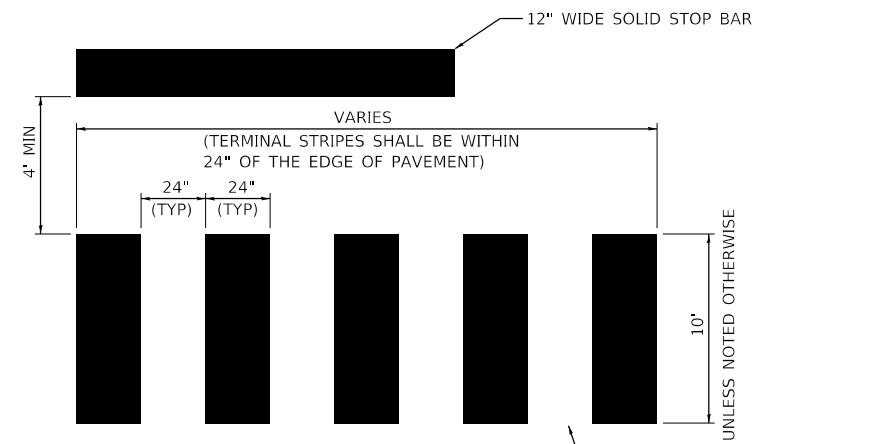 12" WIDE SOLID STOP BAR
VARIES
(TERMINAL STRIPES SHALL BE WITHIN
24" OF THE EDGE OF PAVEMENT)
4' MIN
24"
(TYP)
24"
(TYP)
10'
UNLESS NOTED OTHERWISE